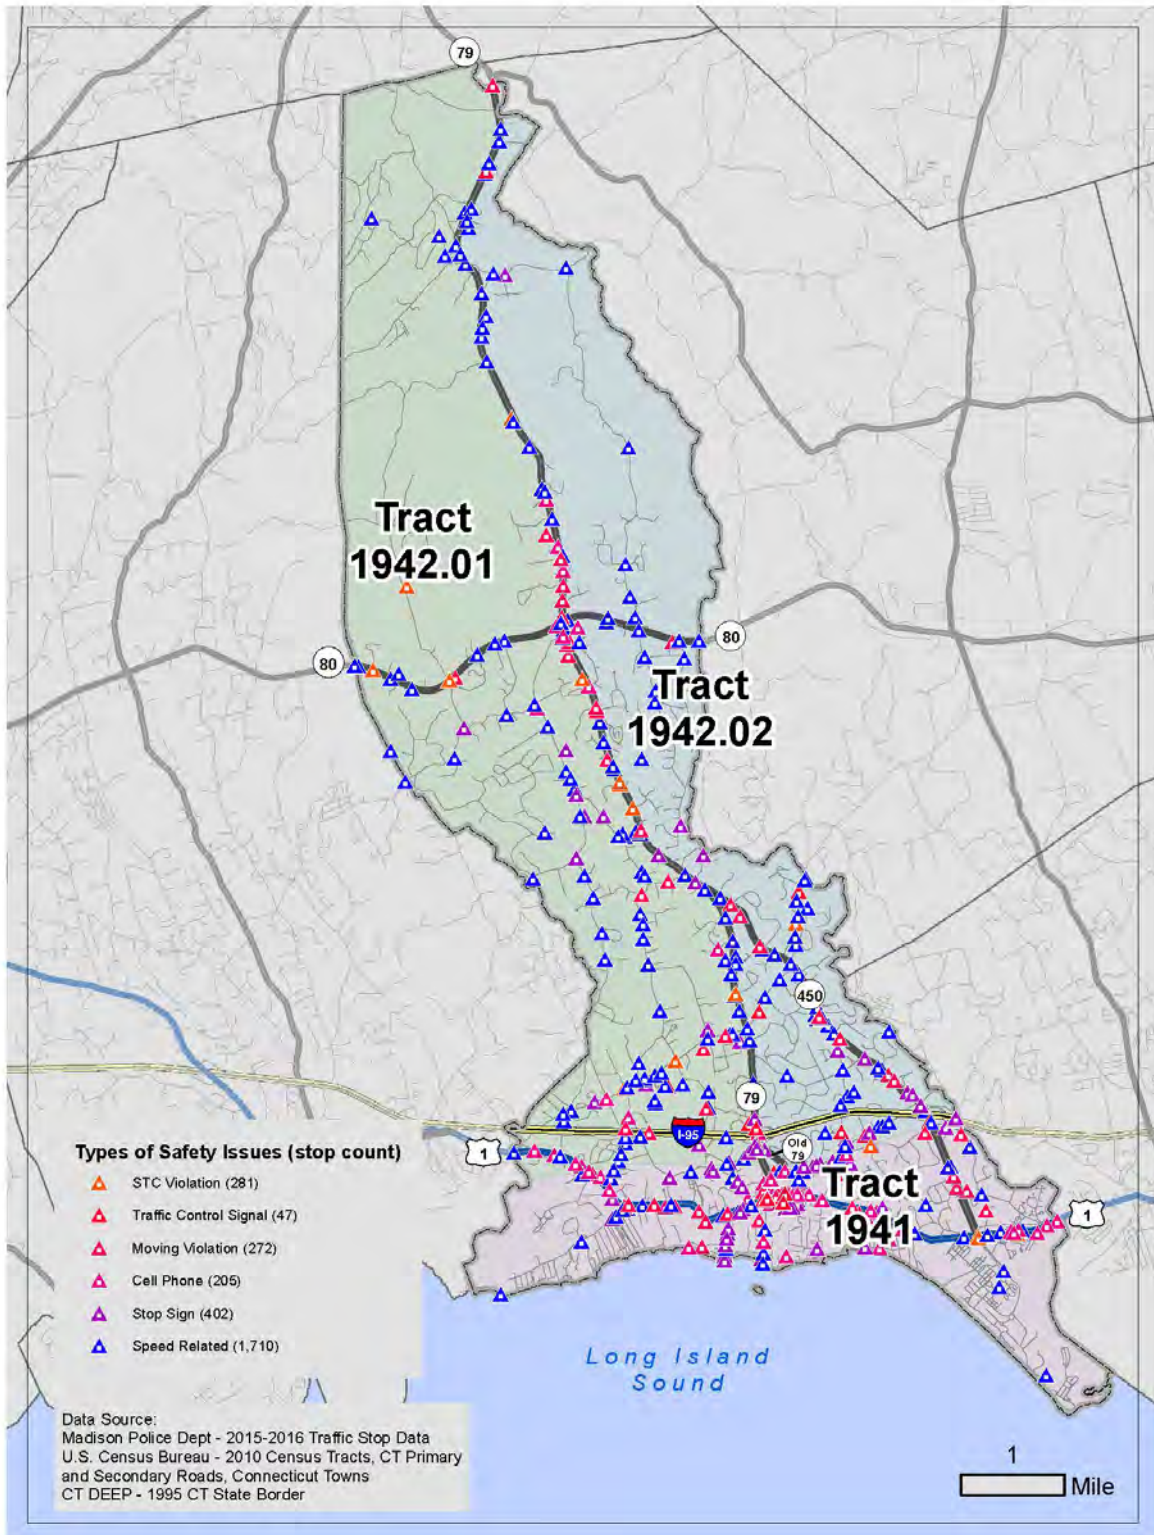 79
Tract
1942.01
80
80
Tract
1942.02
450
79
I-95
Old
79
1
Tract
1941
1
Types of Safety Issues (stop count)
STC Violation (281)
Traffic Control Signal (47)
Moving Violation (272)
Cell Phone (205)
Stop Sign (402)
Speed Related (1,710)
Long Island
Sound
Data Source:
Madison Police Dept - 2015-2016 Traffic Stop Data
U.S. Census Bureau - 2010 Census Tracts, CT Primary
and Secondary Roads, Connecticut Towns
CT DEEP - 1995 CT State Border
1
Mile